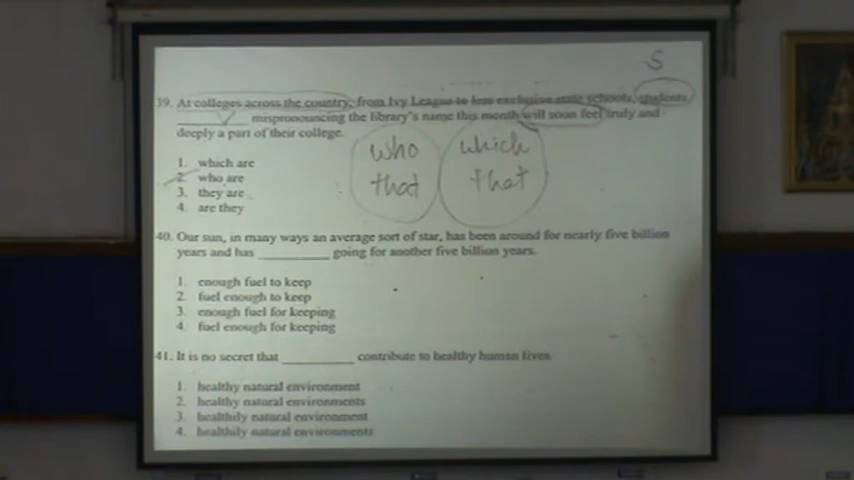 S
39. At colleges across the country, from Ivy League to less exclusive state schools, students,
________ mispronouncing the library's name this month will soon feel truly and
deeply a part of their college.
who which
that that
1. which are
2. who are
3. they are
4. are they
40. Our sun, in many ways an average sort of star, has been around for nearly five billion
years and has ________ going for another five billion years.
1. enough fuel to keep
2. fuel enough to keep
3. enough fuel for keeping
4. fuel enough for keeping
41. It is no secret that ________ contribute to healthy human lives.
1. healthy natural environment
2. healthy natural environments
3. healthily natural environment
4. healthily natural environments